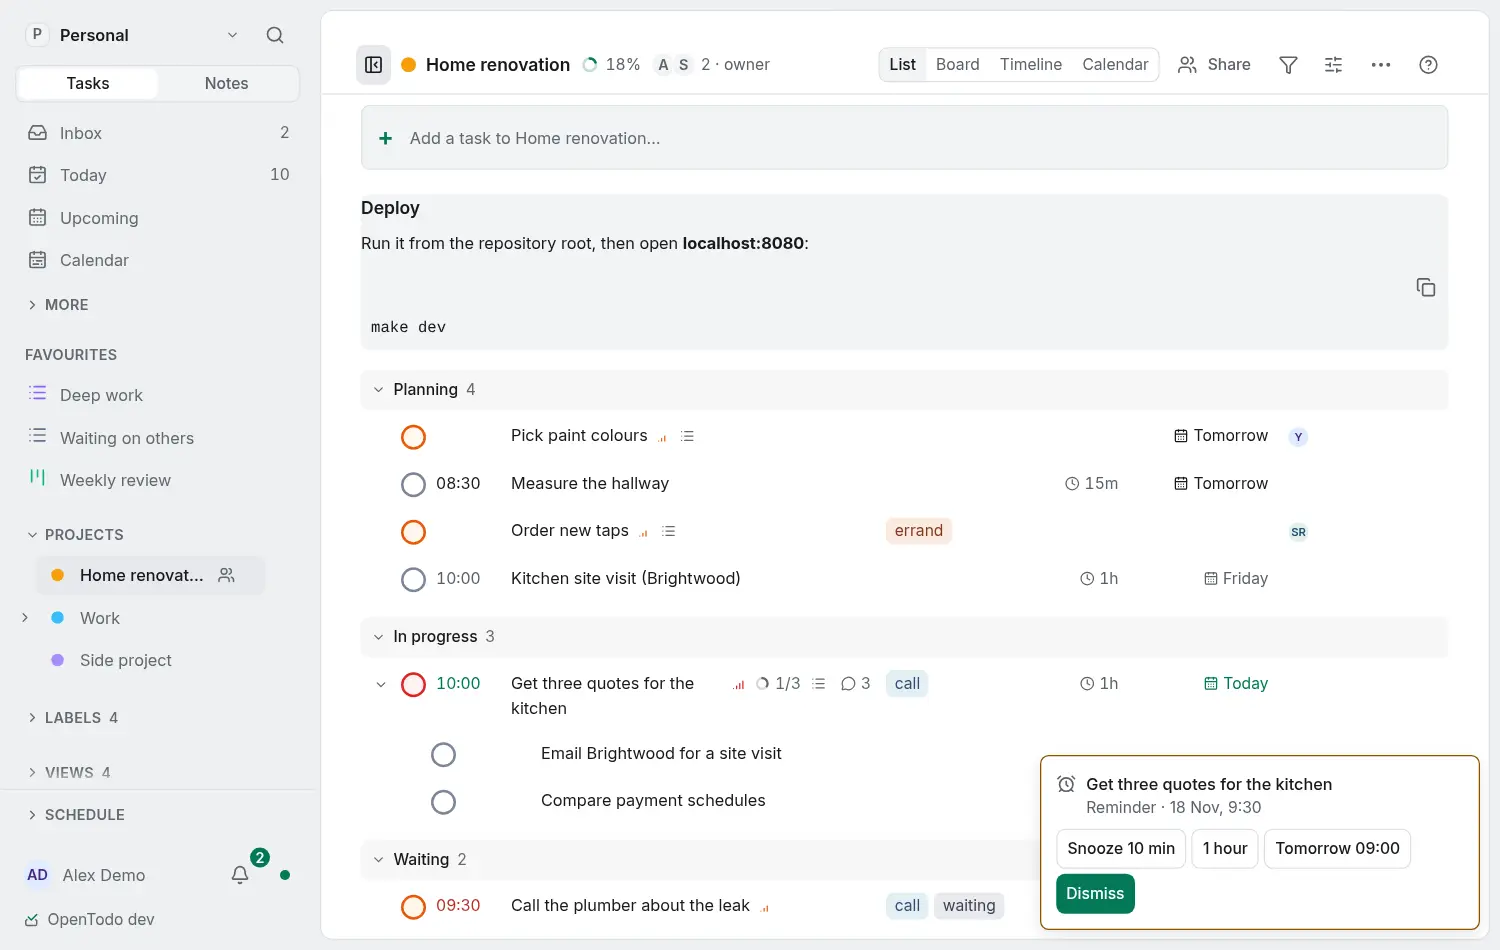 P Personal
Tasks Notes
Inbox 2
Today 10
Upcoming
Calendar
MORE
FAVOURITES
Deep work
Waiting on others
Weekly review
PROJECTS
Home renovat...
Work
Side project
LABELS 4
VIEWS 4
SCHEDULE
AD Alex Demo 2
OpenTodo dev
Home renovation 18% A S 2 · owner
List Board Timeline Calendar Share
Add a task to Home renovation...
Deploy
Run it from the repository root, then open localhost:8080:
make dev
Planning 4
Pick paint colours Tomorrow Y
08:30 Measure the hallway 15m Tomorrow
Order new taps errand SR
10:00 Kitchen site visit (Brightwood) 1h Friday
In progress 3
10:00 Get three quotes for the 1/3 3 call 1h Today
kitchen
Email Brightwood for a site visit
Compare payment schedules
Waiting 2
09:30 Call the plumber about the leak call waiting
Get three quotes for the kitchen
Reminder · 18 Nov, 9:30
Snooze 10 min 1 hour Tomorrow 09:00
Dismiss